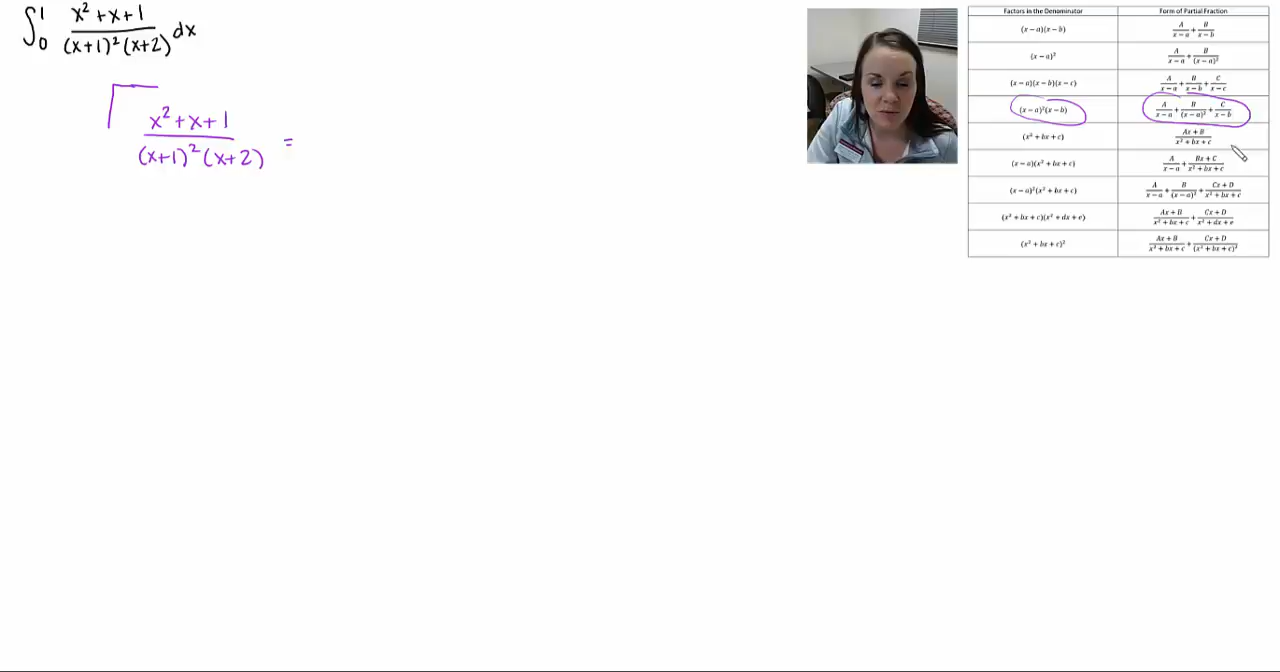 ∫₀¹ (x²+x+1)/((x+1)²(x+2)) dx
(x²+x+1)/((x+1)²(x+2)) =
Factors in the Denominator | Form of Partial Fraction
(x − a)(x − b) | A/(x − a) + B/(x − b)
(x − a)² | A/(x − a) + B/(x − a)²
(x − a)(x − b)(x − c) | A/(x − a) + B/(x − b) + C/(x − c)
(x − a)²(x − b) | A/(x − a) + B/(x − a)² + C/(x − b)
(x² + bx + c) | (Ax + B)/(x² + bx + c)
(x − a)(x² + bx + c) | A/(x − a) + (Bx + C)/(x² + bx + c)
(x − a)²(x² + bx + c) | A/(x − a) + B/(x − a)² + (Cx + D)/(x² + bx + c)
(x² + bx + c)(x² + dx + e) | (Ax + B)/(x² + bx + c) + (Cx + D)/(x² + dx + e)
(x² + bx + c)² | (Ax + B)/(x² + bx + c) + (Cx + D)/(x² + bx + c)²